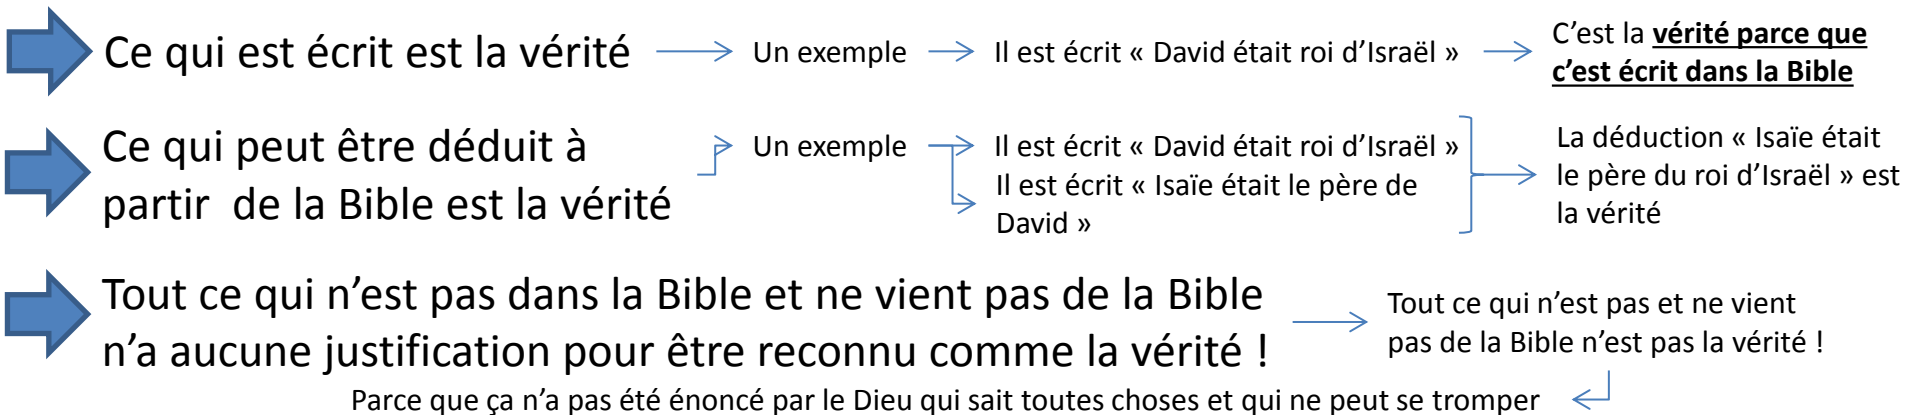 Ce qui est écrit est la vérité
Un exemple
Il est écrit « David était roi d’Israël »
C’est la vérité parce que
c’est écrit dans la Bible
Ce qui peut être déduit à
partir de la Bible est la vérité
Un exemple
Il est écrit « David était roi d’Israël »
Il est écrit « Isaïe était le père de
David »
La déduction « Isaïe était
le père du roi d’Israël » est
la vérité
Tout ce qui n’est pas dans la Bible et ne vient pas de la Bible
n’a aucune justification pour être reconnu comme la vérité !
Tout ce qui n’est pas et ne vient
pas de la Bible n’est pas la vérité !
Parce que ça n’a pas été énoncé par le Dieu qui sait toutes choses et qui ne peut se tromper